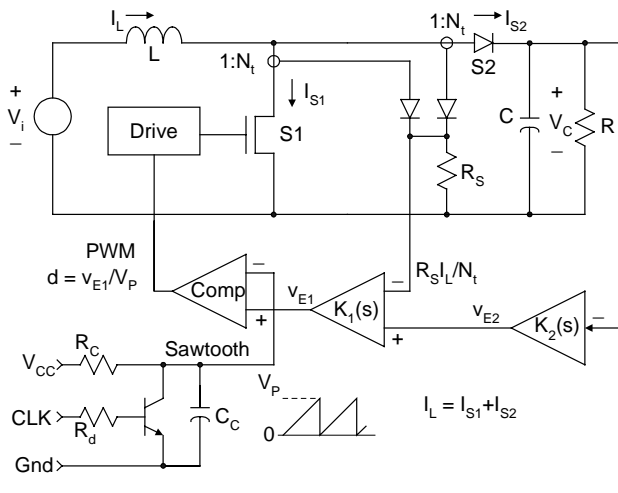 I_L
I_S2
1:N_t
L
1:N_t
S2
+
V_i
−
I_S1
Drive
S1
C
+
V_C
−
R
R_S
PWM
d = v_E1/V_P
−
Comp
+
v_E1
−
K_1(s)
+
R_S I_L/N_t
v_E2
−
K_2(s)
R_C
V_CC
Sawtooth
V_P
CLK
R_d
C_C
0
I_L = I_S1+I_S2
Gnd